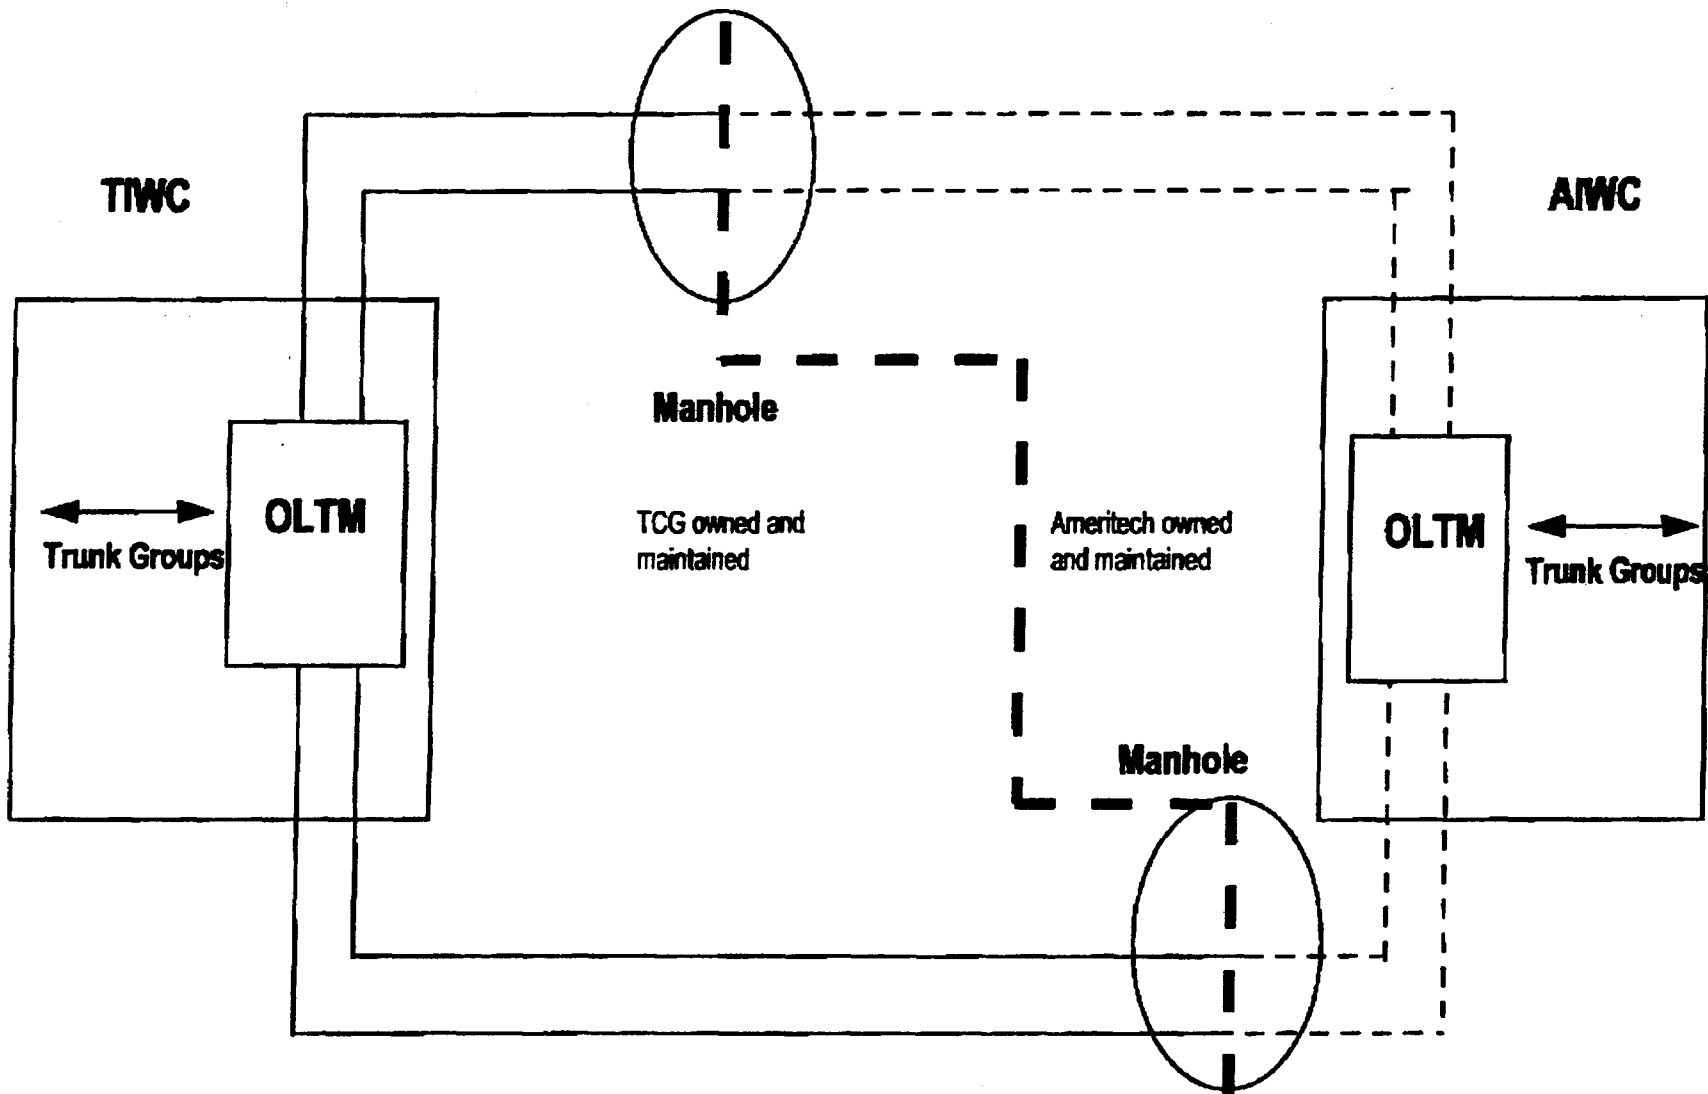 TIWC
AIWC
Manhole
OLTM
Trunk Groups
TCG owned and
maintained
Ameritech owned
and maintained
OLTM
Trunk Groups
Manhole